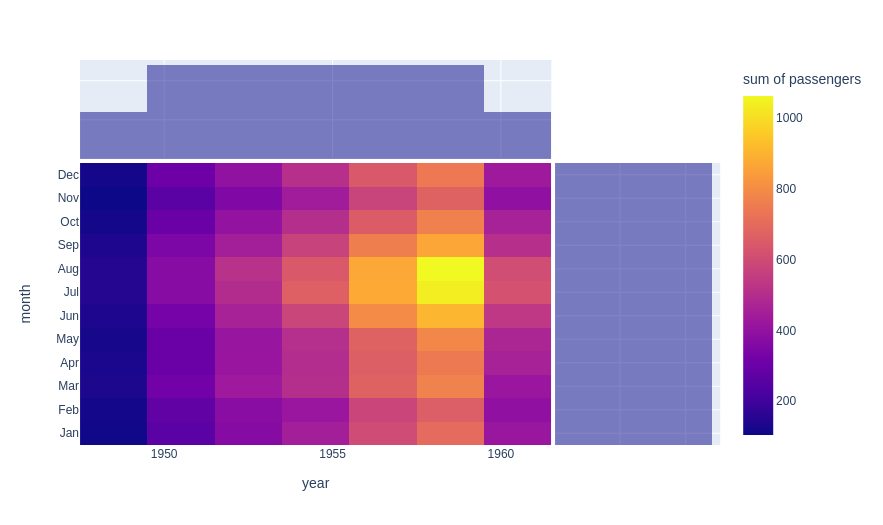 sum of passengers
1000
800
600
400
200
month
Dec
Nov
Oct
Sep
Aug
Jul
Jun
May
Apr
Mar
Feb
Jan
1950 1955 1960
year